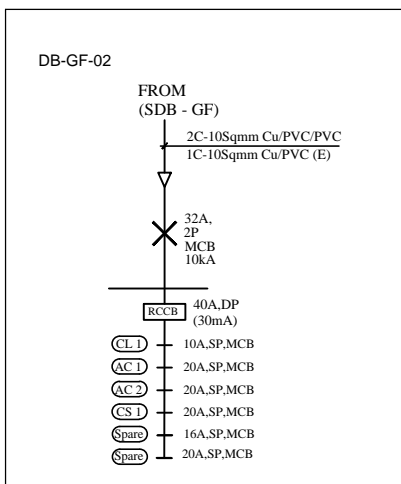 DB-GF-02
FROM
(SDB - GF)
2C-10Sqmm Cu/PVC/PVC
1C-10Sqmm Cu/PVC (E)
32A,
2P
MCB
10kA
RCCB
40A,DP
(30mA)
CL 1 10A,SP,MCB
AC 1 20A,SP,MCB
AC 2 20A,SP,MCB
CS 1 20A,SP,MCB
Spare 16A,SP,MCB
Spare 20A,SP,MCB